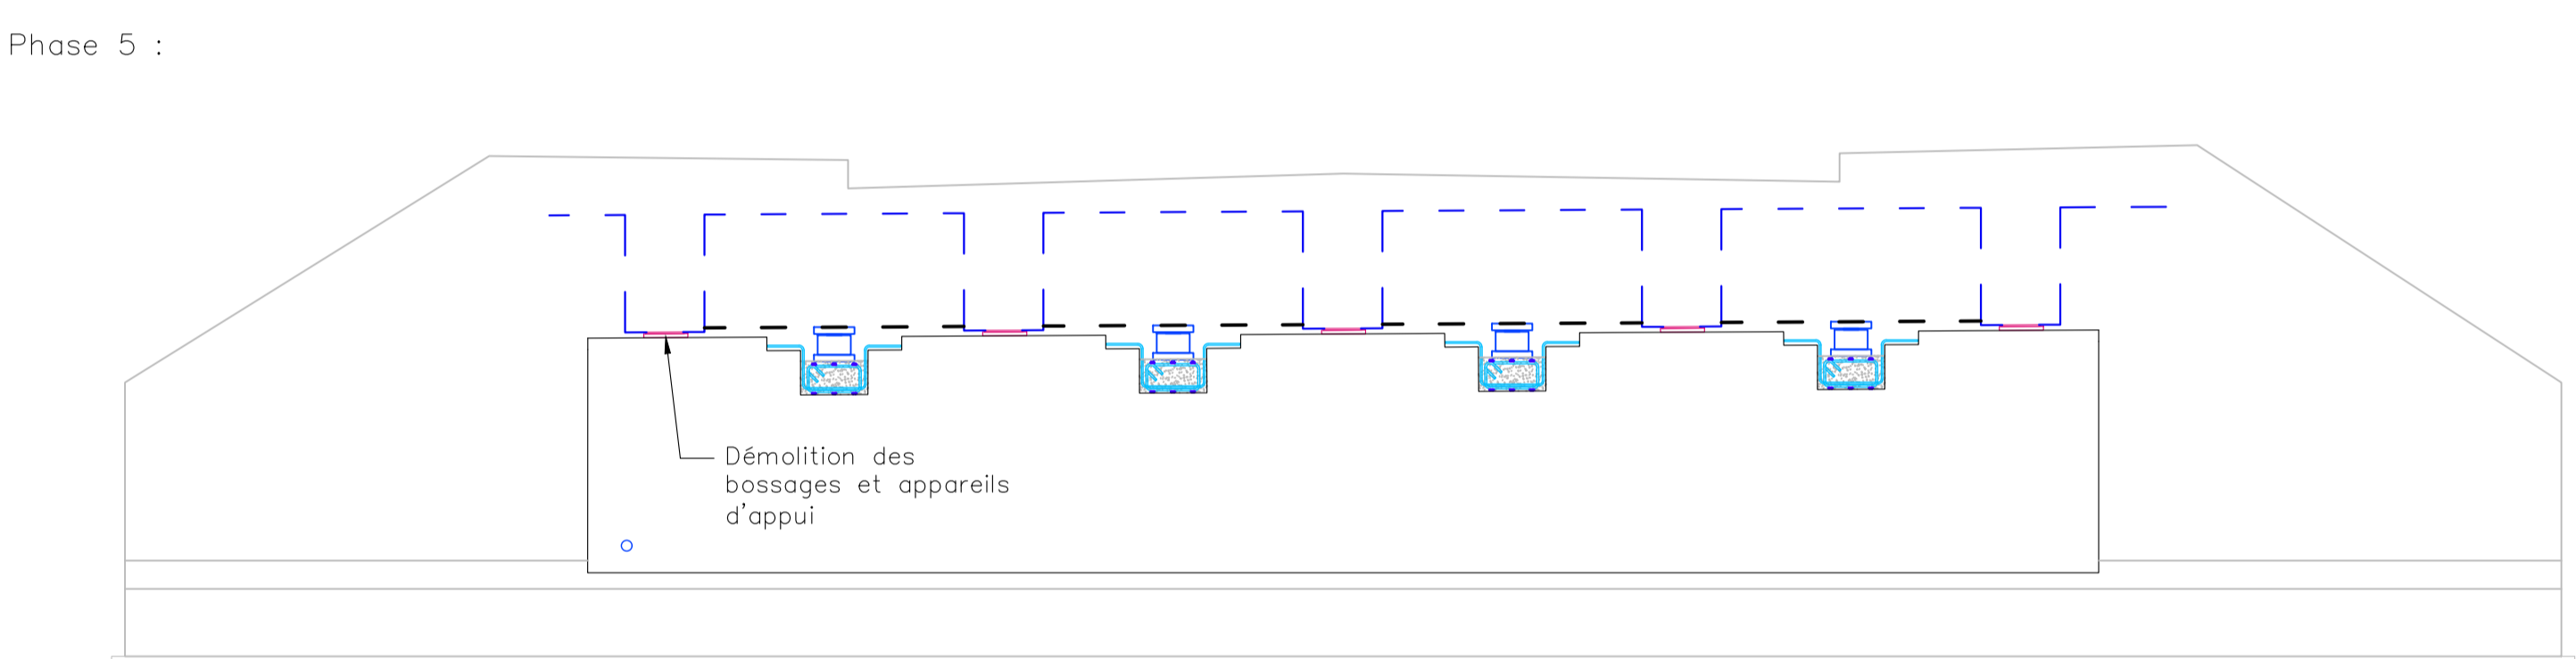 Phase 5 :
Démolition des
bossages et appareils
d'appui